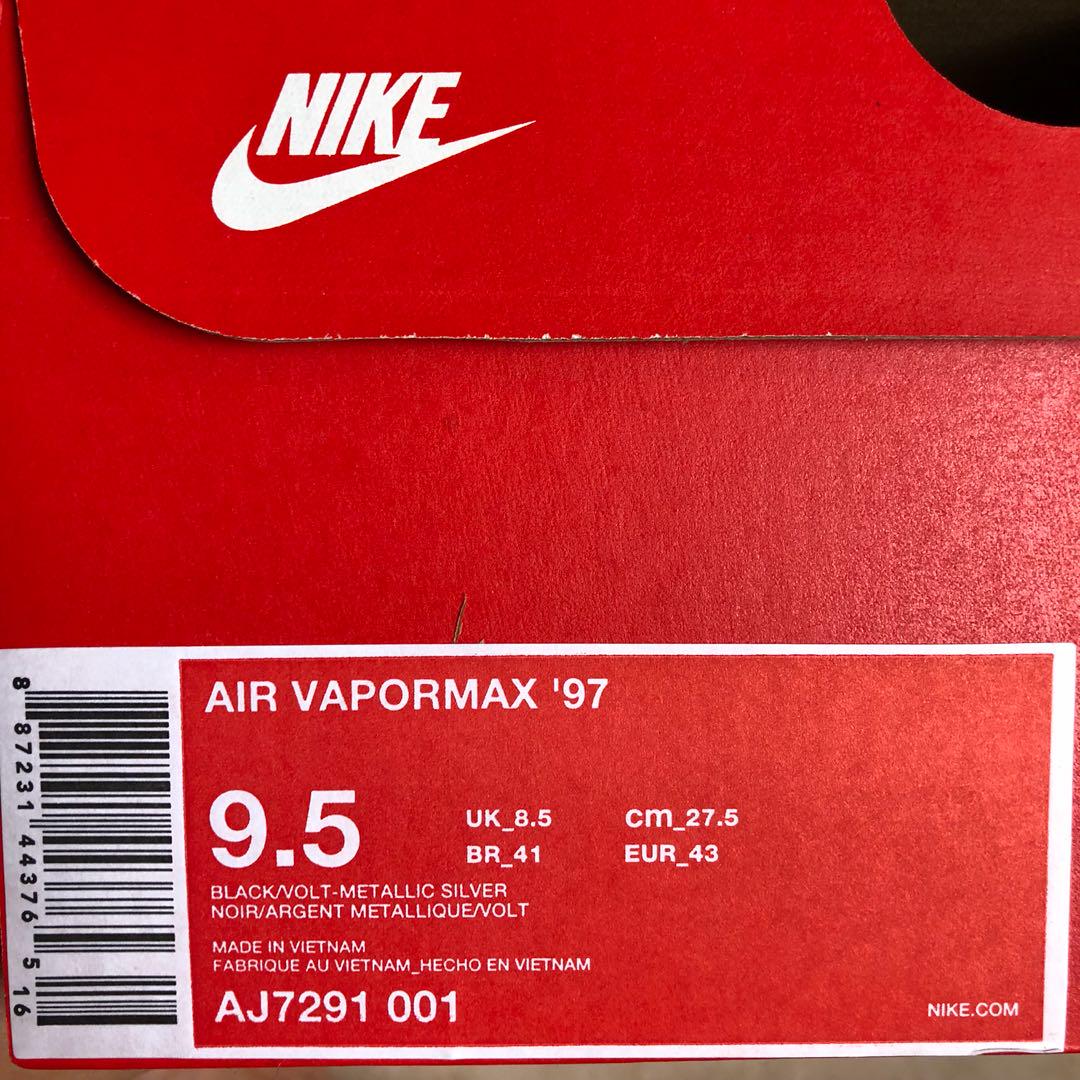 NIKE
AIR VAPORMAX '97
9.5
UK_8.5
cm_27.5
BR_41
EUR_43
BLACK/VOLT-METALLIC SILVER
NOIR/ARGENT METALLIQUE/VOLT
MADE IN VIETNAM
FABRIQUE AU VIETNAM_HECHO EN VIETNAM
AJ7291 001
NIKE.COM
8 87231 44376 5 16